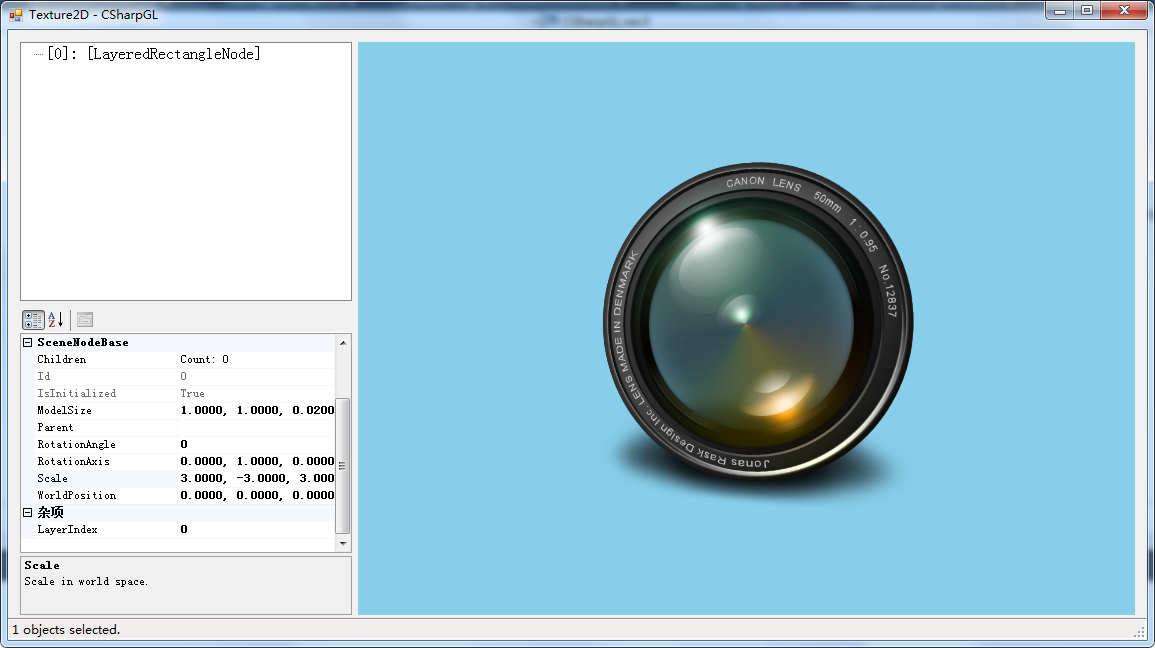 Texture2D - CSharpGL
[0]: [LayeredRectangleNode]
SceneNodeBase
Children Count: 0
Id 0
IsInitialized True
ModelSize 1.0000, 1.0000, 0.0200
Parent
RotationAngle 0
RotationAxis 0.0000, 1.0000, 0.0000
Scale 3.0000, -3.0000, 3.000
WorldPosition 0.0000, 0.0000, 0.0000
杂项
LayerIndex 0
Scale
Scale in world space.
1 objects selected.
CANON LENS 50mm 1:0.95 No.12837
Jonas Rask Design Inc. LENS MADE IN DENMARK